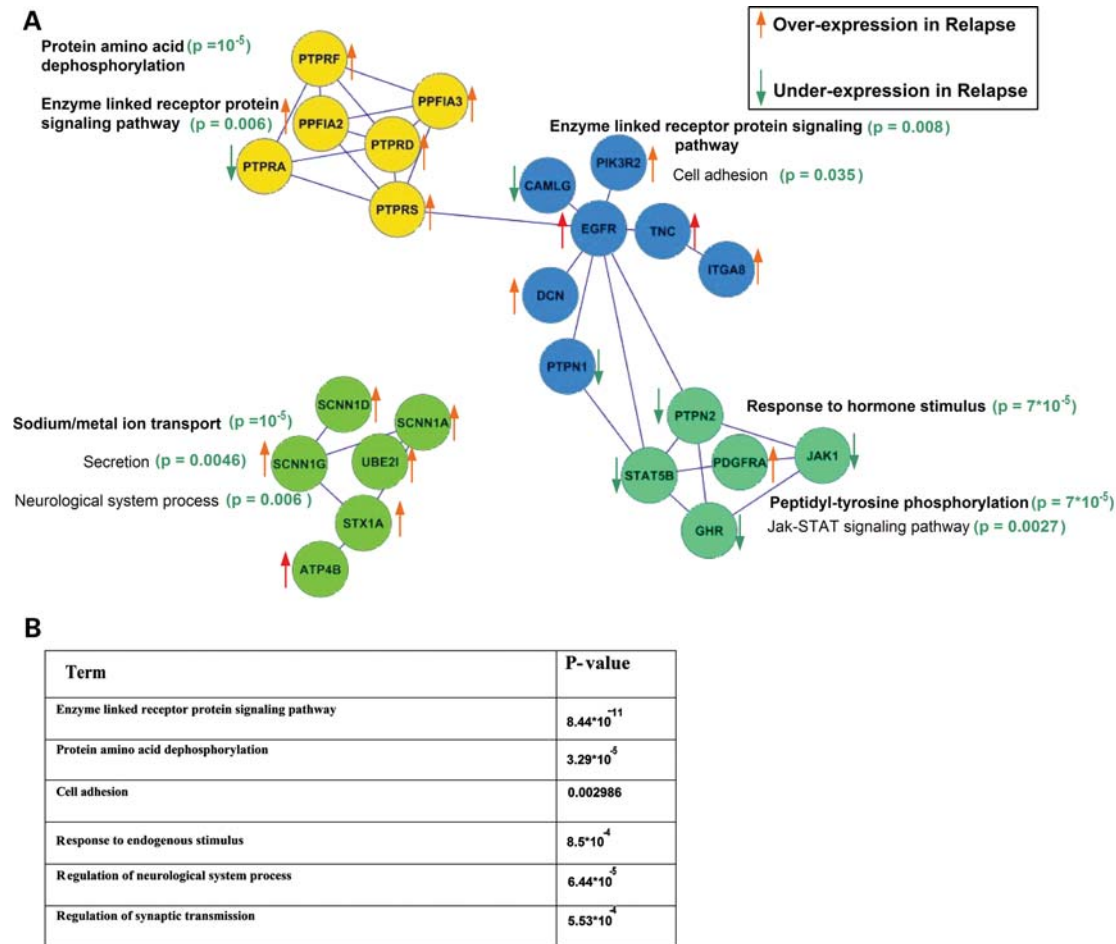 A
Over-expression in Relapse
Under-expression in Relapse
Protein amino acid (p =10-5)
dephosphorylation
Enzyme linked receptor protein
signaling pathway (p = 0.006)
PTPRF
PPFIA3
PPFIA2
PTPRD
PTPRA
PTPRS
Enzyme linked receptor protein signaling (p = 0.008)
pathway
Cell adhesion (p = 0.035)
PIK3R2
CAMLG
EGFR
TNC
ITGA8
DCN
PTPN1
Sodium/metal ion transport (p =10-5)
Secretion (p = 0.0046)
Neurological system process (p = 0.006 )
SCNN1D
SCNN1A
SCNN1G
UBE2I
STX1A
ATP4B
Response to hormone stimulus (p = 7*10-5)
PTPN2
PDGFRA
JAK1
STAT5B
GHR
Peptidyl-tyrosine phosphorylation (p = 7*10-5)
Jak-STAT signaling pathway (p = 0.0027)
B
Term P-value
Enzyme linked receptor protein signaling pathway 8.44*10-11
Protein amino acid dephosphorylation 3.29*10-5
Cell adhesion 0.002986
Response to endogenous stimulus 8.5*10-4
Regulation of neurological system process 6.44*10-5
Regulation of synaptic transmission 5.53*10-4